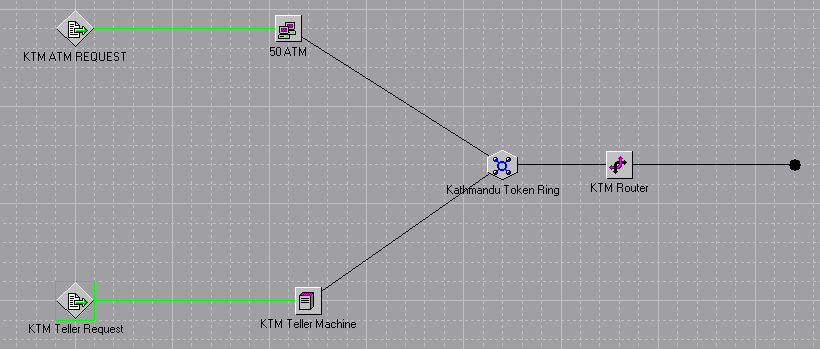 KTM ATM REQUEST
50 ATM
Kathmandu Token Ring
KTM Router
KTM Teller Request
KTM Teller Machine